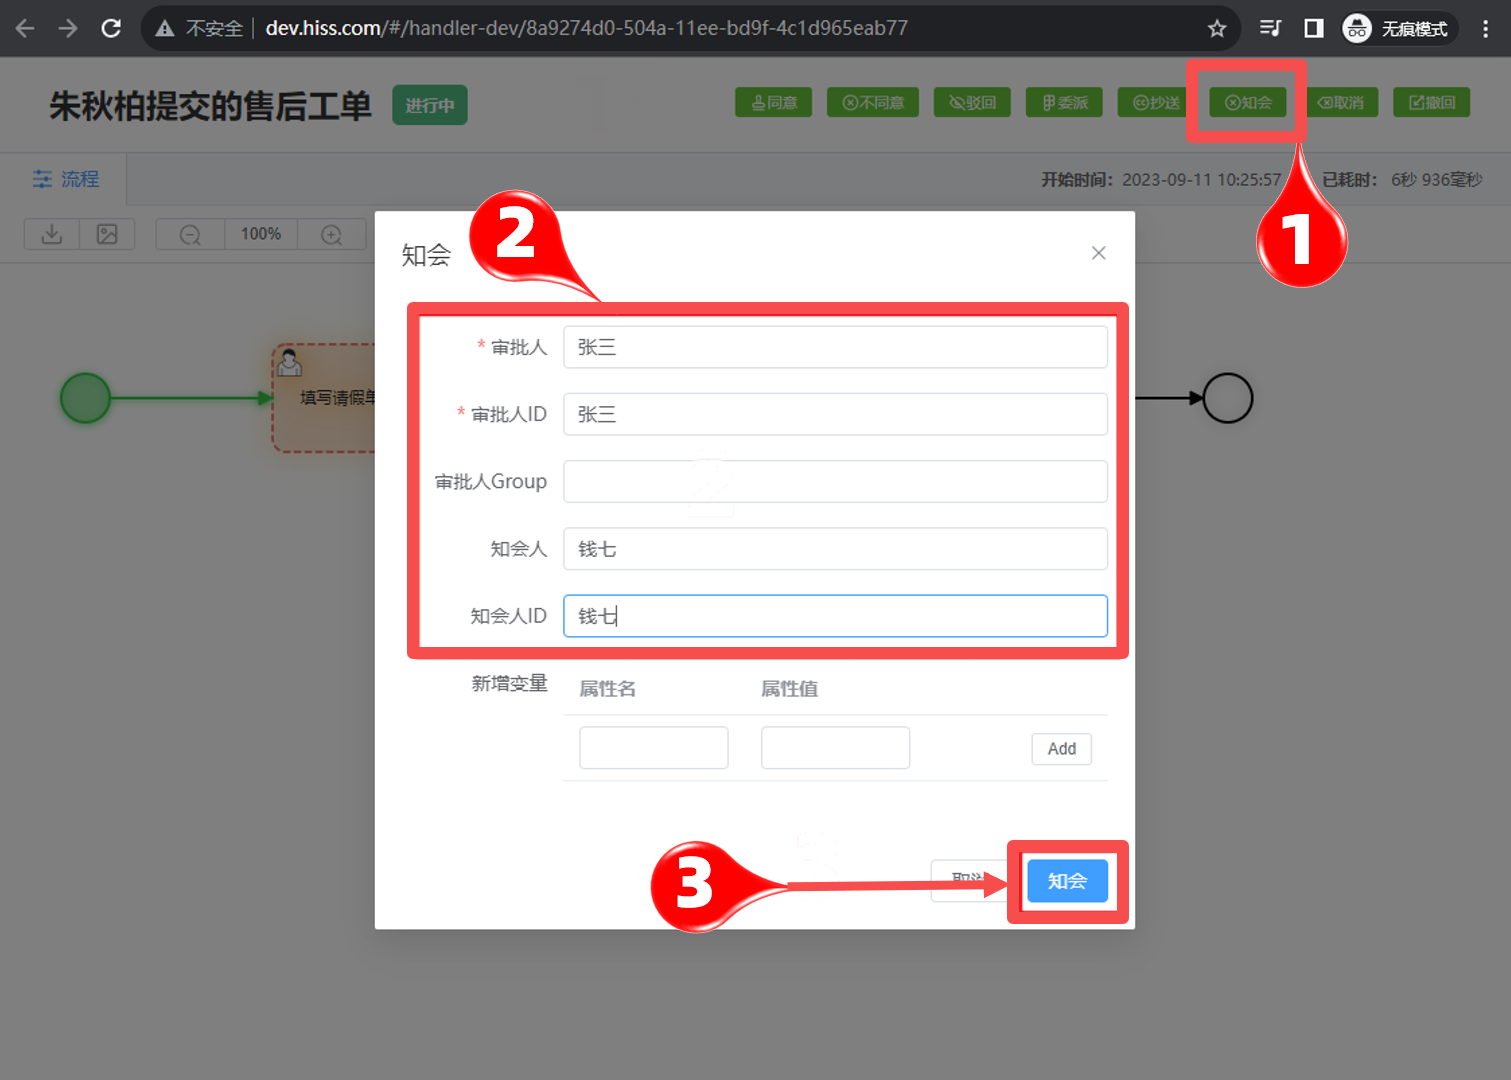 不安全 dev.hiss.com/#/handler-dev/8a9274d0-504a-11ee-bd9f-4c1d965eab77 无痕模式
朱秋柏提交的售后工单 进行中 同意 不同意 驳回 委派 抄送 知会 取消 撤回
流程 开始时间：2023-09-11 10:25:57 已耗时： 6秒 936毫秒
1
100%
2
知会
填写请假单
* 审批人 张三
* 审批人ID 张三
审批人Group
知会人 钱七
知会人ID 钱七
新增变量 属性名 属性值
Add
3
取消 知会